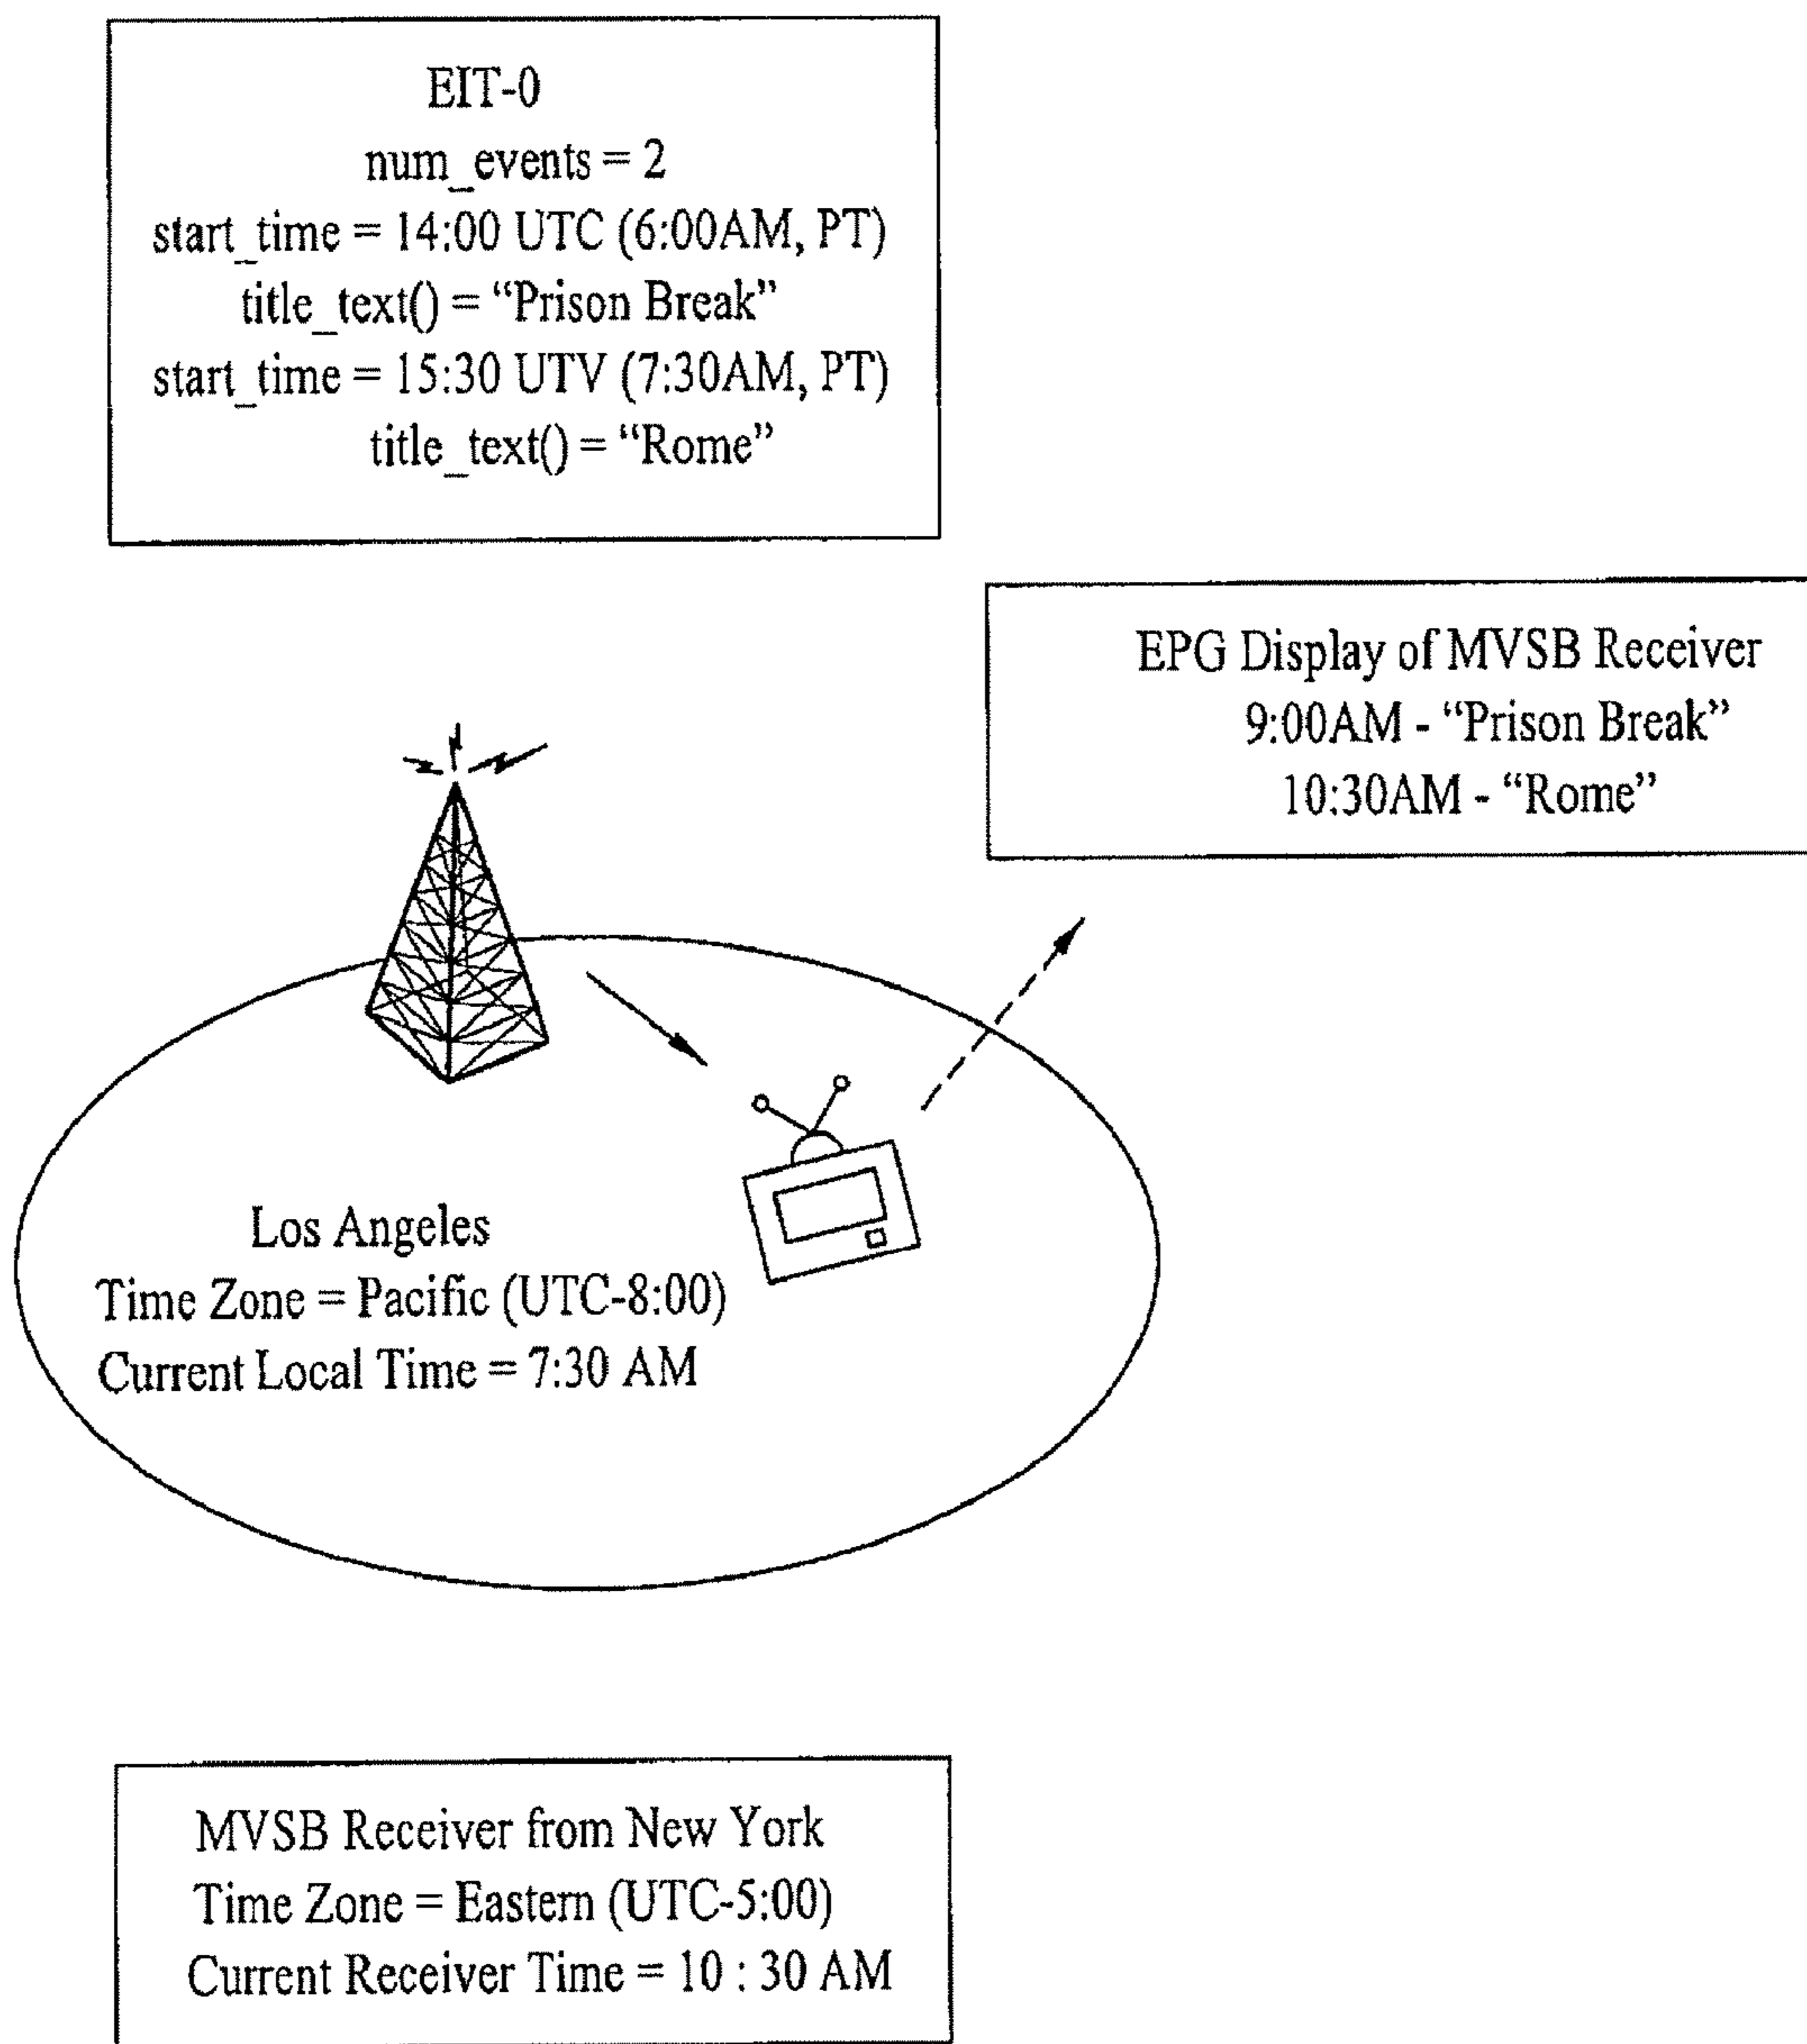 EIT-0
num_events = 2
start_time = 14:00 UTC (6:00AM, PT)
title_text() = “Prison Break”
start_time = 15:30 UTV (7:30AM, PT)
title_text() = “Rome”
EPG Display of MVSB Receiver
9:00AM - “Prison Break”
10:30AM - “Rome”
Los Angeles
Time Zone = Pacific (UTC-8:00)
Current Local Time = 7:30 AM
MVSB Receiver from New York
Time Zone = Eastern (UTC-5:00)
Current Receiver Time = 10 : 30 AM